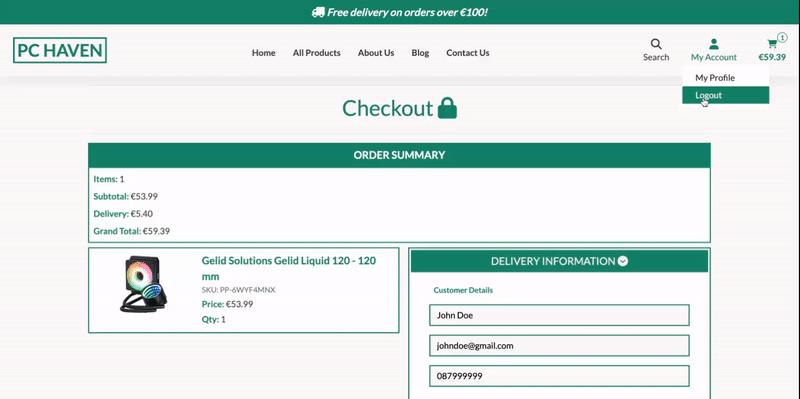 Free delivery on orders over €100!
PC HAVEN
Home
All Products
About Us
Blog
Contact Us
Search
My Account
1
€59.39
My Profile
Logout
Checkout
ORDER SUMMARY
Items: 1
Subtotal: €53.99
Delivery: €5.40
Grand Total: €59.39
Gelid Solutions Gelid Liquid 120 - 120
mm
SKU: PP-6WYF4MNX
Price: €53.99
Qty: 1
DELIVERY INFORMATION
Customer Details
John Doe
johndoe@gmail.com
087999999